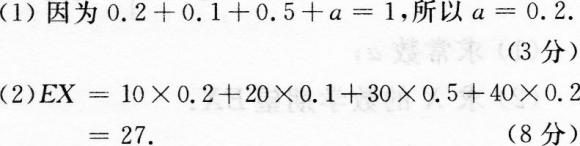 (1) 因为 0.2+0.1+0.5+a = 1,所以 a = 0.2.
(3 分)
(2)EX = 10×0.2+20×0.1+30×0.5+40×0.2
= 27. (8 分)